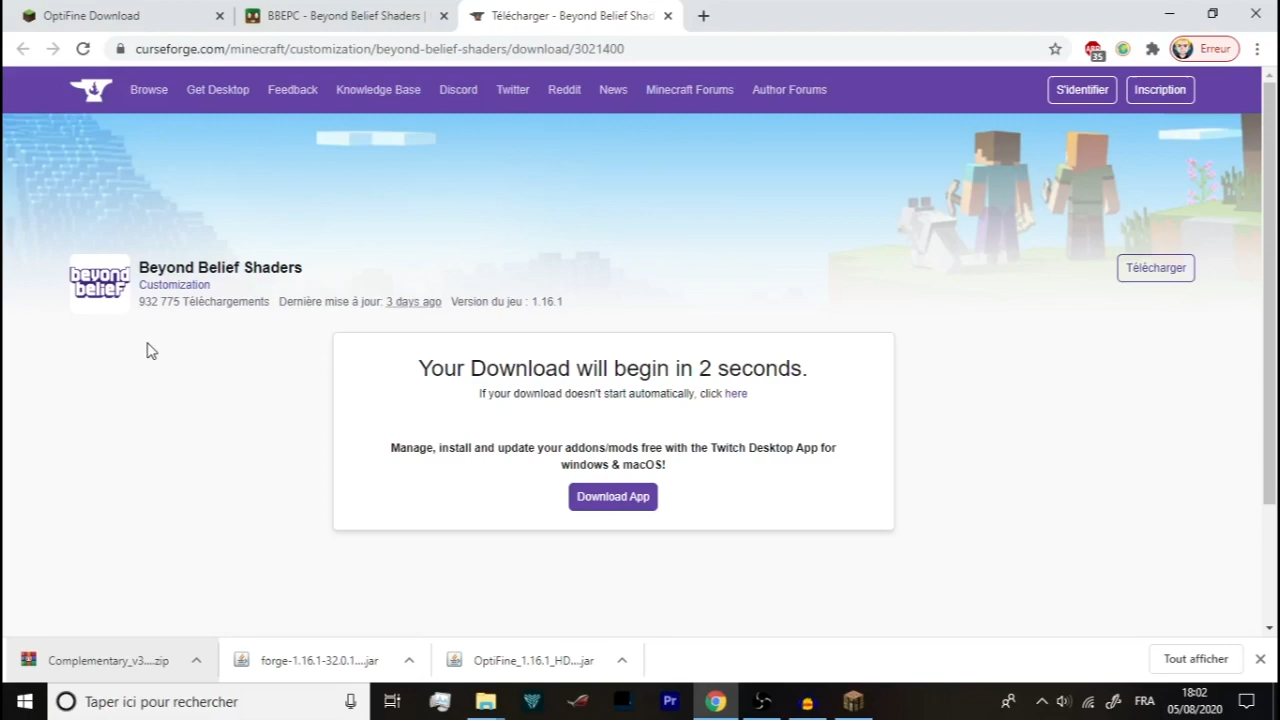 OptiFine Download
BBEPC - Beyond Belief Shaders |
Télécharger - Beyond Belief Shad
curseforge.com/minecraft/customization/beyond-belief-shaders/download/3021400
ABP
35
Erreur
Browse
Get Desktop
Feedback
Knowledge Base
Discord
Twitter
Reddit
News
Minecraft Forums
Author Forums
S'identifier
Inscription
beyond
belief
Beyond Belief Shaders
Customization
932 775 Téléchargements
Dernière mise à jour: 3 days ago
Version du jeu : 1.16.1
Télécharger
Your Download will begin in 2 seconds.
If your download doesn't start automatically, click here
Manage, install and update your addons/mods free with the Twitch Desktop App for
windows & macOS!
Download App
Complementary_v3....zip
forge-1.16.1-32.0.1....jar
OptiFine_1.16.1_HD....jar
Tout afficher
Taper ici pour rechercher
Pr
FRA
18:02
05/08/2020